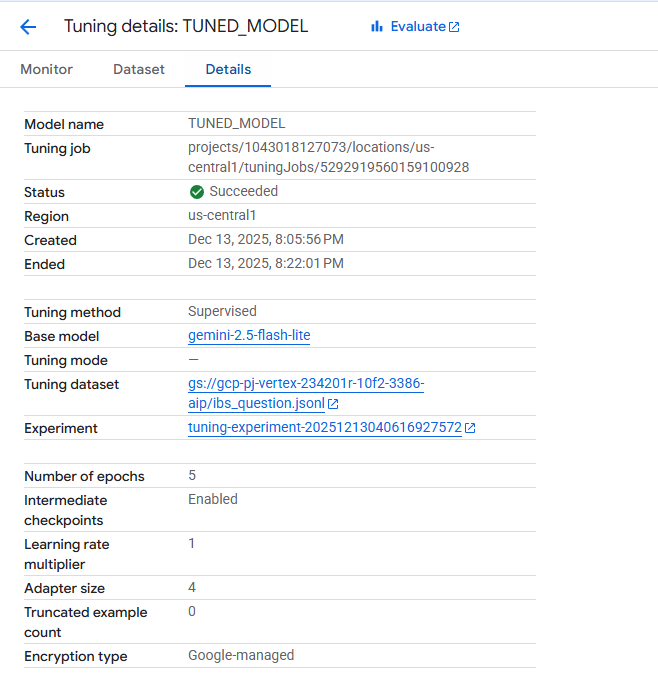 Tuning details: TUNED_MODEL
Evaluate
Monitor Dataset Details
Model name TUNED_MODEL
Tuning job projects/1043018127073/locations/us-
central1/tuningJobs/5292919560159100928
Status Succeeded
Region us-central1
Created Dec 13, 2025, 8:05:56 PM
Ended Dec 13, 2025, 8:22:01 PM
Tuning method Supervised
Base model gemini-2.5-flash-lite
Tuning mode —
Tuning dataset gs://gcp-pj-vertex-234201r-10f2-3386-
aip/ibs_question.jsonl
Experiment tuning-experiment-20251213040616927572
Number of epochs 5
Intermediate Enabled
checkpoints
Learning rate 1
multiplier
Adapter size 4
Truncated example 0
count
Encryption type Google-managed